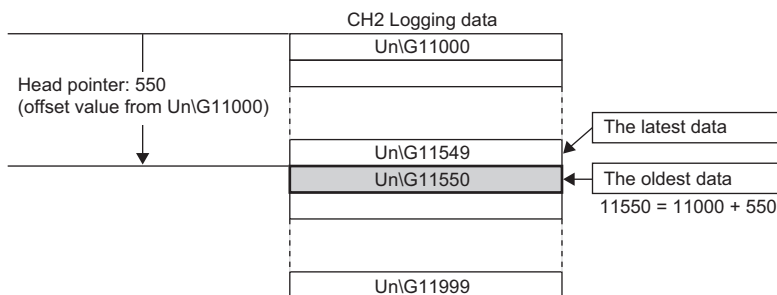 CH2 Logging data
Un\G11000
Head pointer: 550
(offset value from Un\G11000)
The latest data
Un\G11549
Un\G11550
The oldest data
11550 = 11000 + 550
Un\G11999